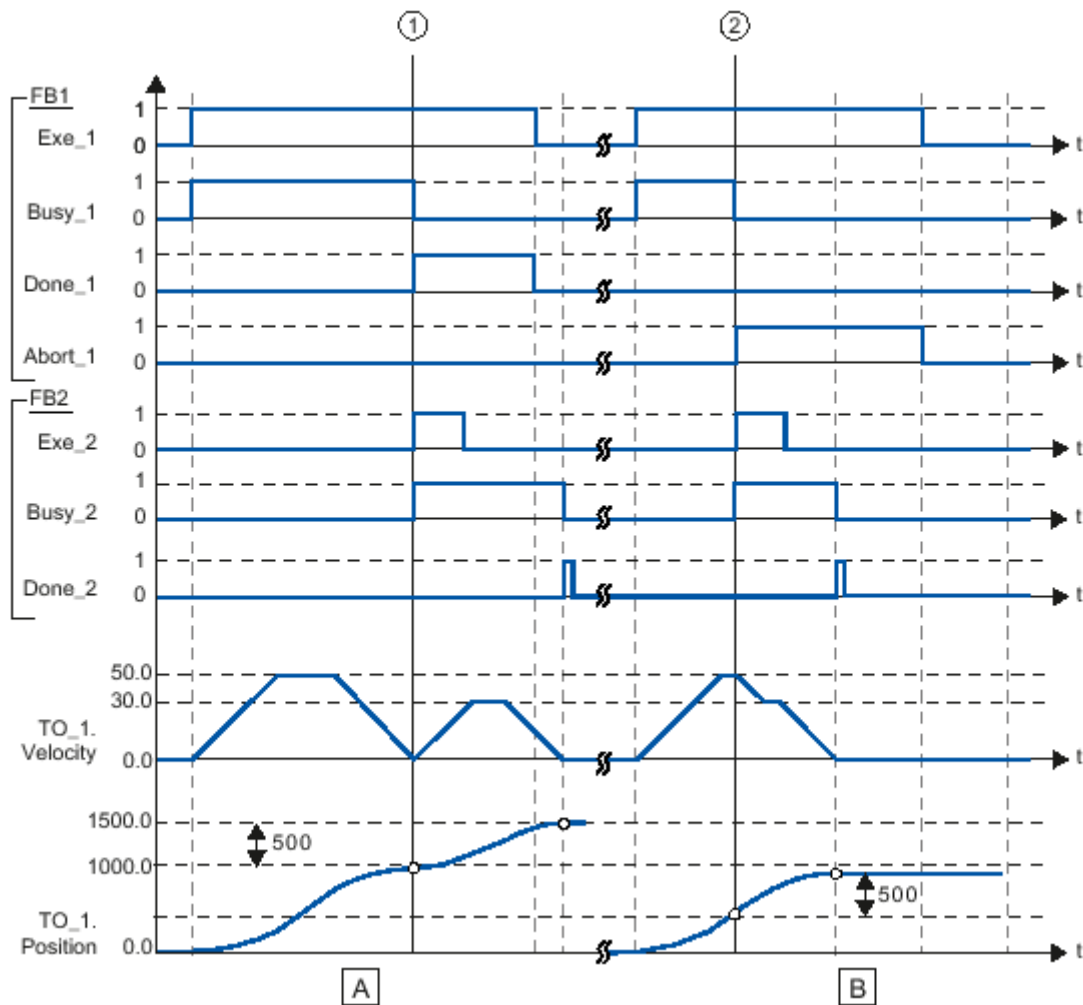 1 2
FB1
1
Exe_1 0 t
1
Busy_1 0 t
1
Done_1 0 t
1
Abort_1 0 t
FB2
1
Exe_2 0 t
1
Busy_2 0 t
1
Done_2 0 t
50.0
30.0
TO_1.
Velocity
0.0 t
1500.0
500
1000.0
500
TO_1.
Position 0.0 t
A B